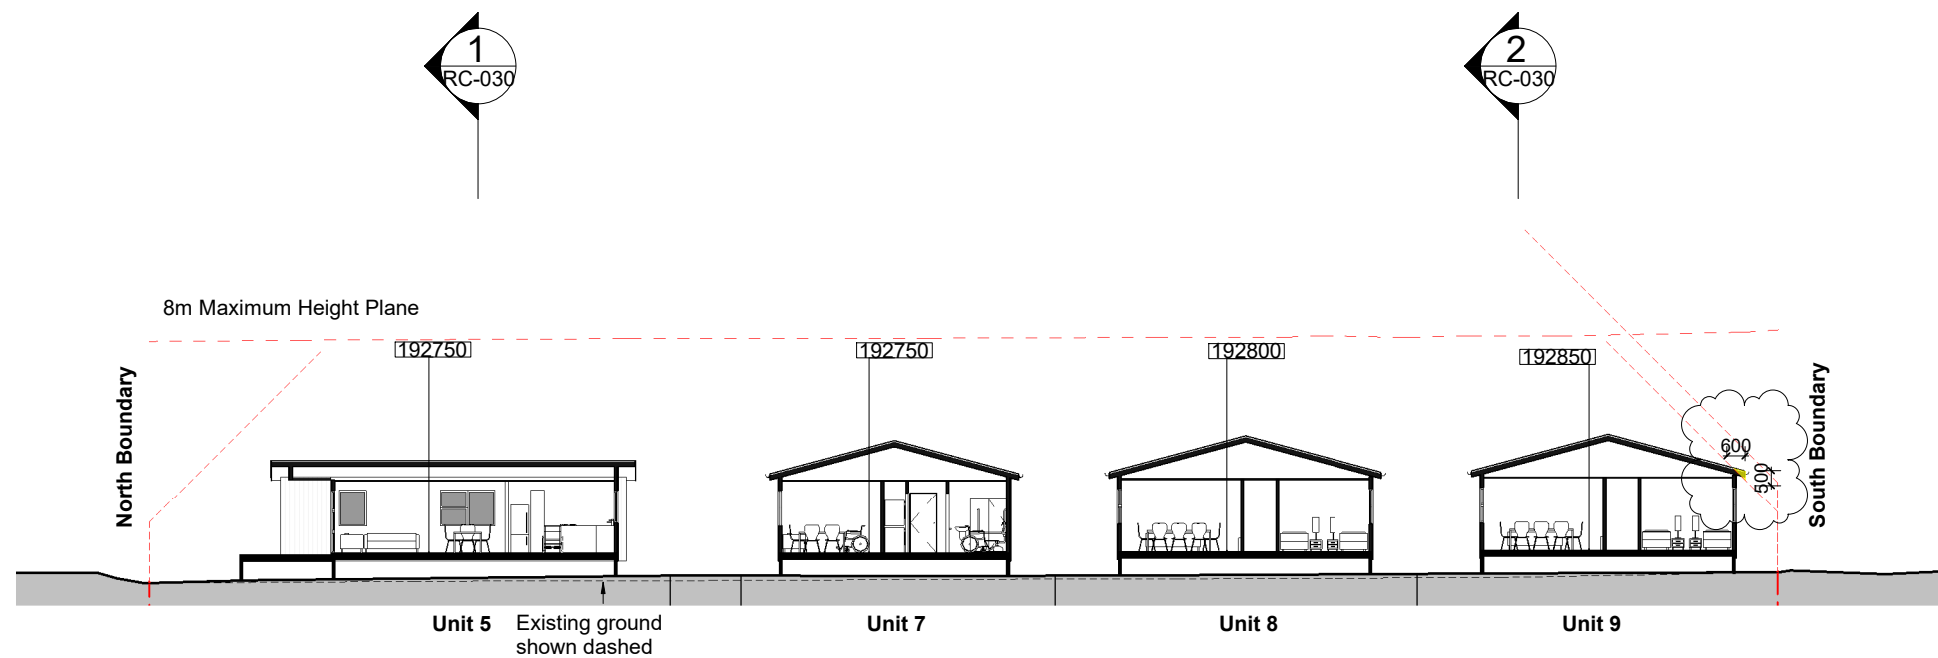 1
RC-030
2
RC-030
8m Maximum Height Plane
192750
192750
192800
192850
North Boundary
South Boundary
600
500
Unit 5
Existing ground
shown dashed
Unit 7
Unit 8
Unit 9